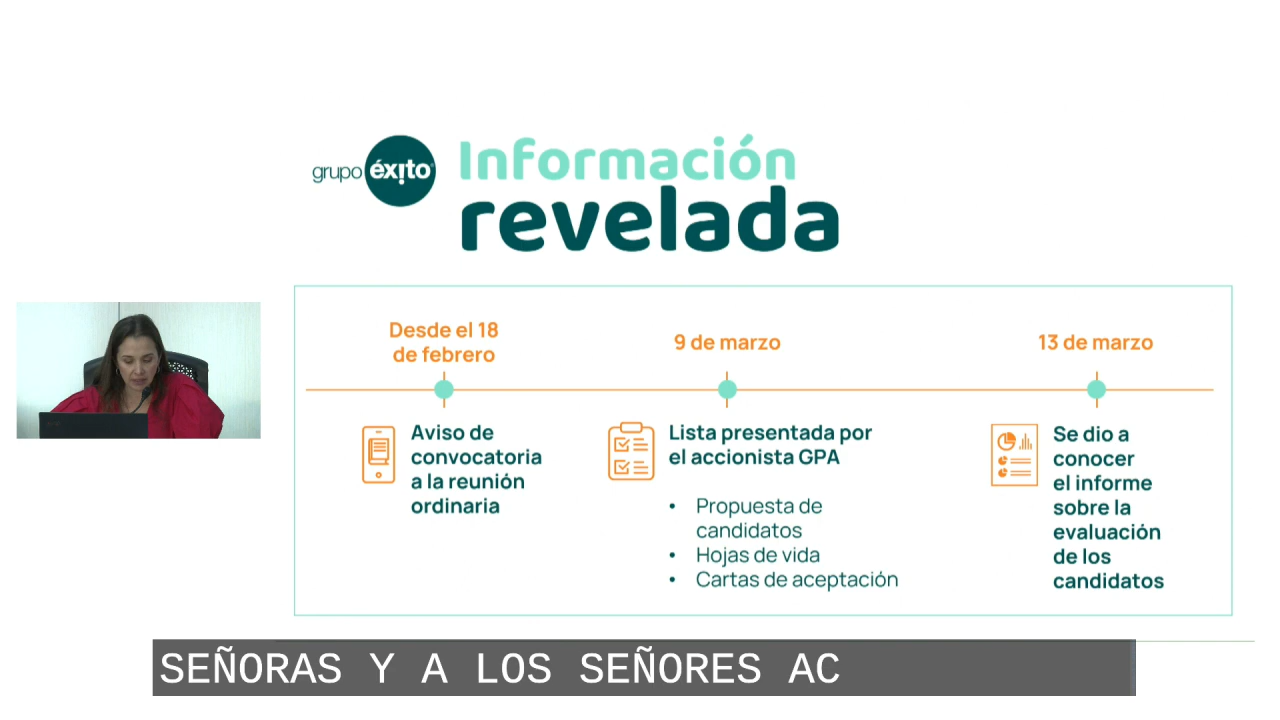 grupo éxito
Información
revelada
Desde el 18
de febrero
9 de marzo
13 de marzo
Aviso de
convocatoria
a la reunión
ordinaria
Lista presentada por
el accionista GPA
• Propuesta de
candidatos
• Hojas de vida
• Cartas de aceptación
Se dio a
conocer
el informe
sobre la
evaluación
de los
candidatos
SEÑORAS Y A LOS SEÑORES AC